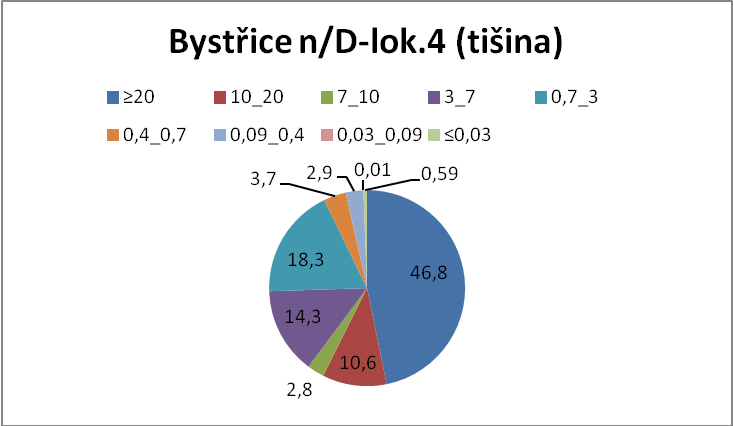 Bystřice n/D-lok.4 (tišina)
≥20 10_20 7_10 3_7 0,7_3
0,4_0,7 0,09_0,4 0,03_0,09 ≤0,03
3,7 2,9 0,01 0,59
18,3 46,8
14,3
10,6
2,8